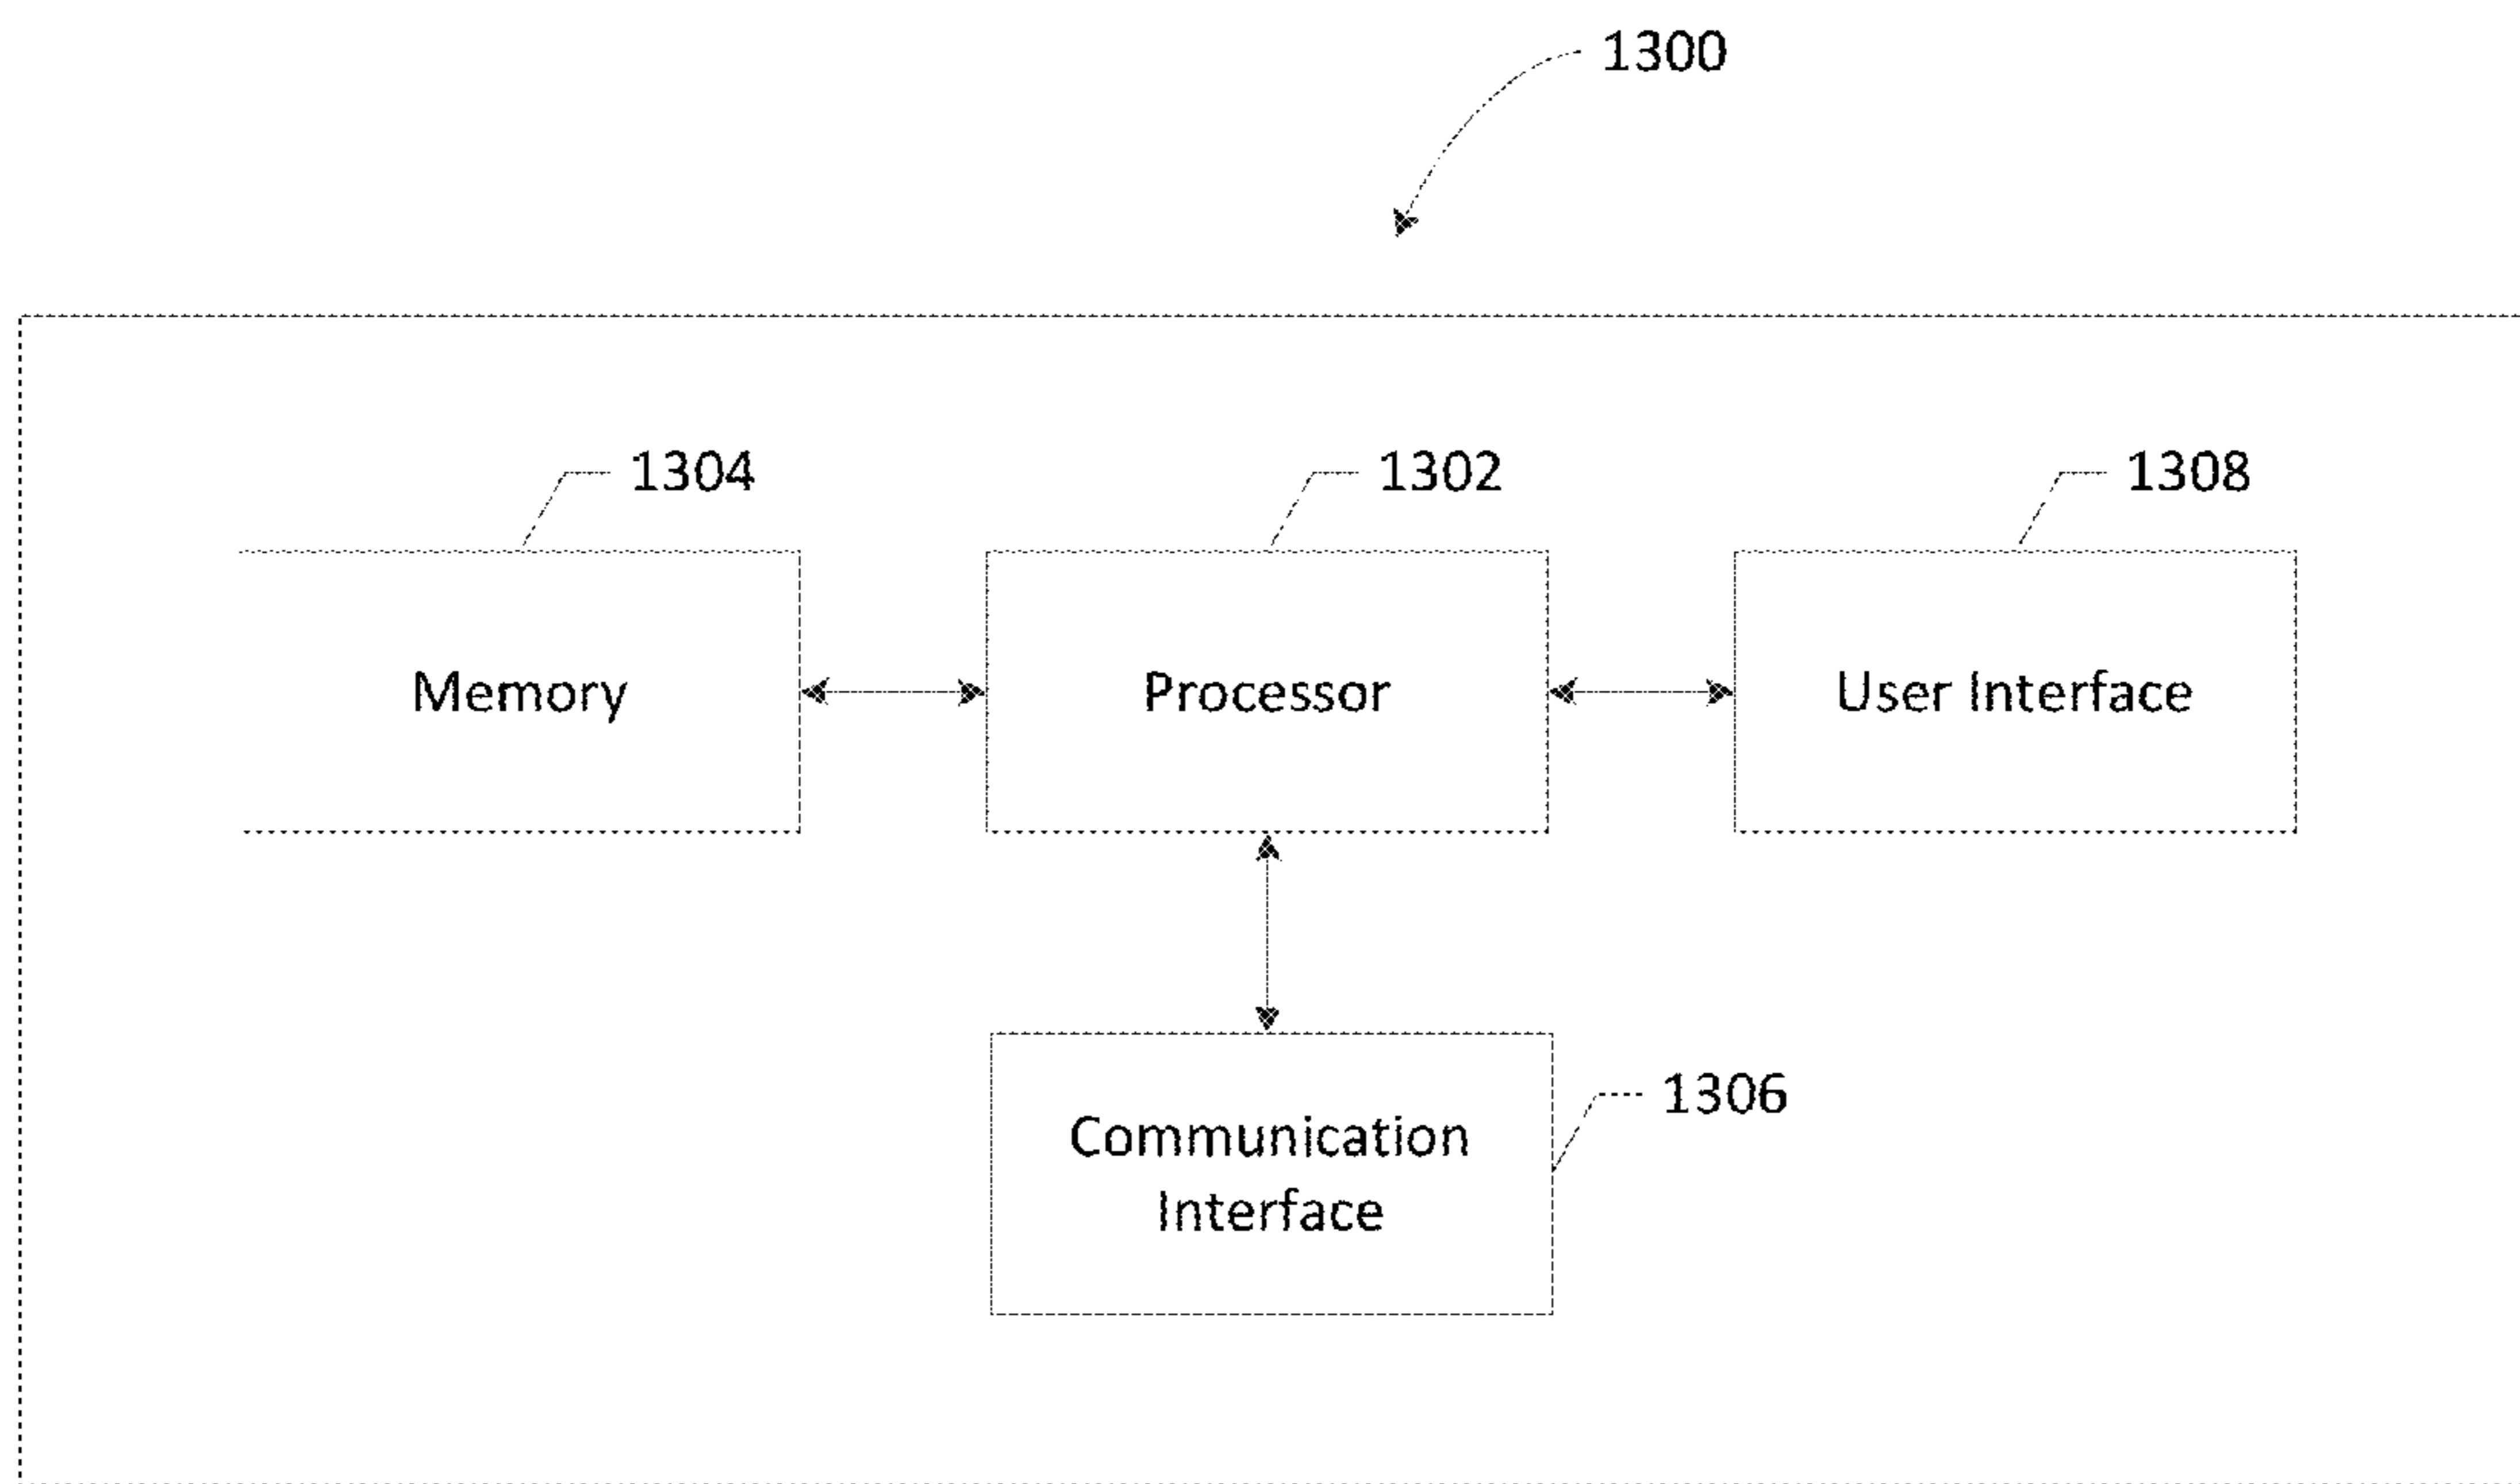 1300
1304
1302
1308
Memory
Processor
User Interface
Communication
Interface
1306